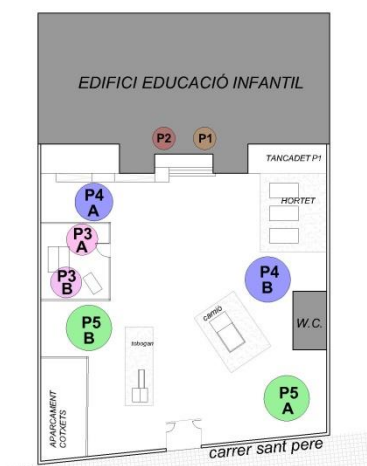 EDIFICI EDUCACIÓ INFANTIL
P2
P1
TANCADET P1
P4
A
HORTET
P3
A
P3
B
P4
B
camió
W.C.
P5
B
tobogan
P5
A
APARCAMENT
COTXETS
carrer sant pere